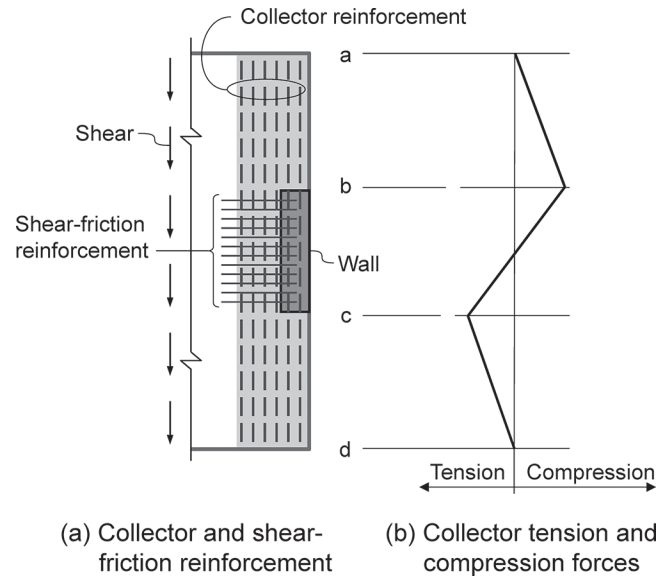 Collector reinforcement
Shear
Shear-friction
reinforcement
Wall
a
b
c
d
Tension
Compression
(a) Collector and shear-
friction reinforcement
(b) Collector tension and
compression forces